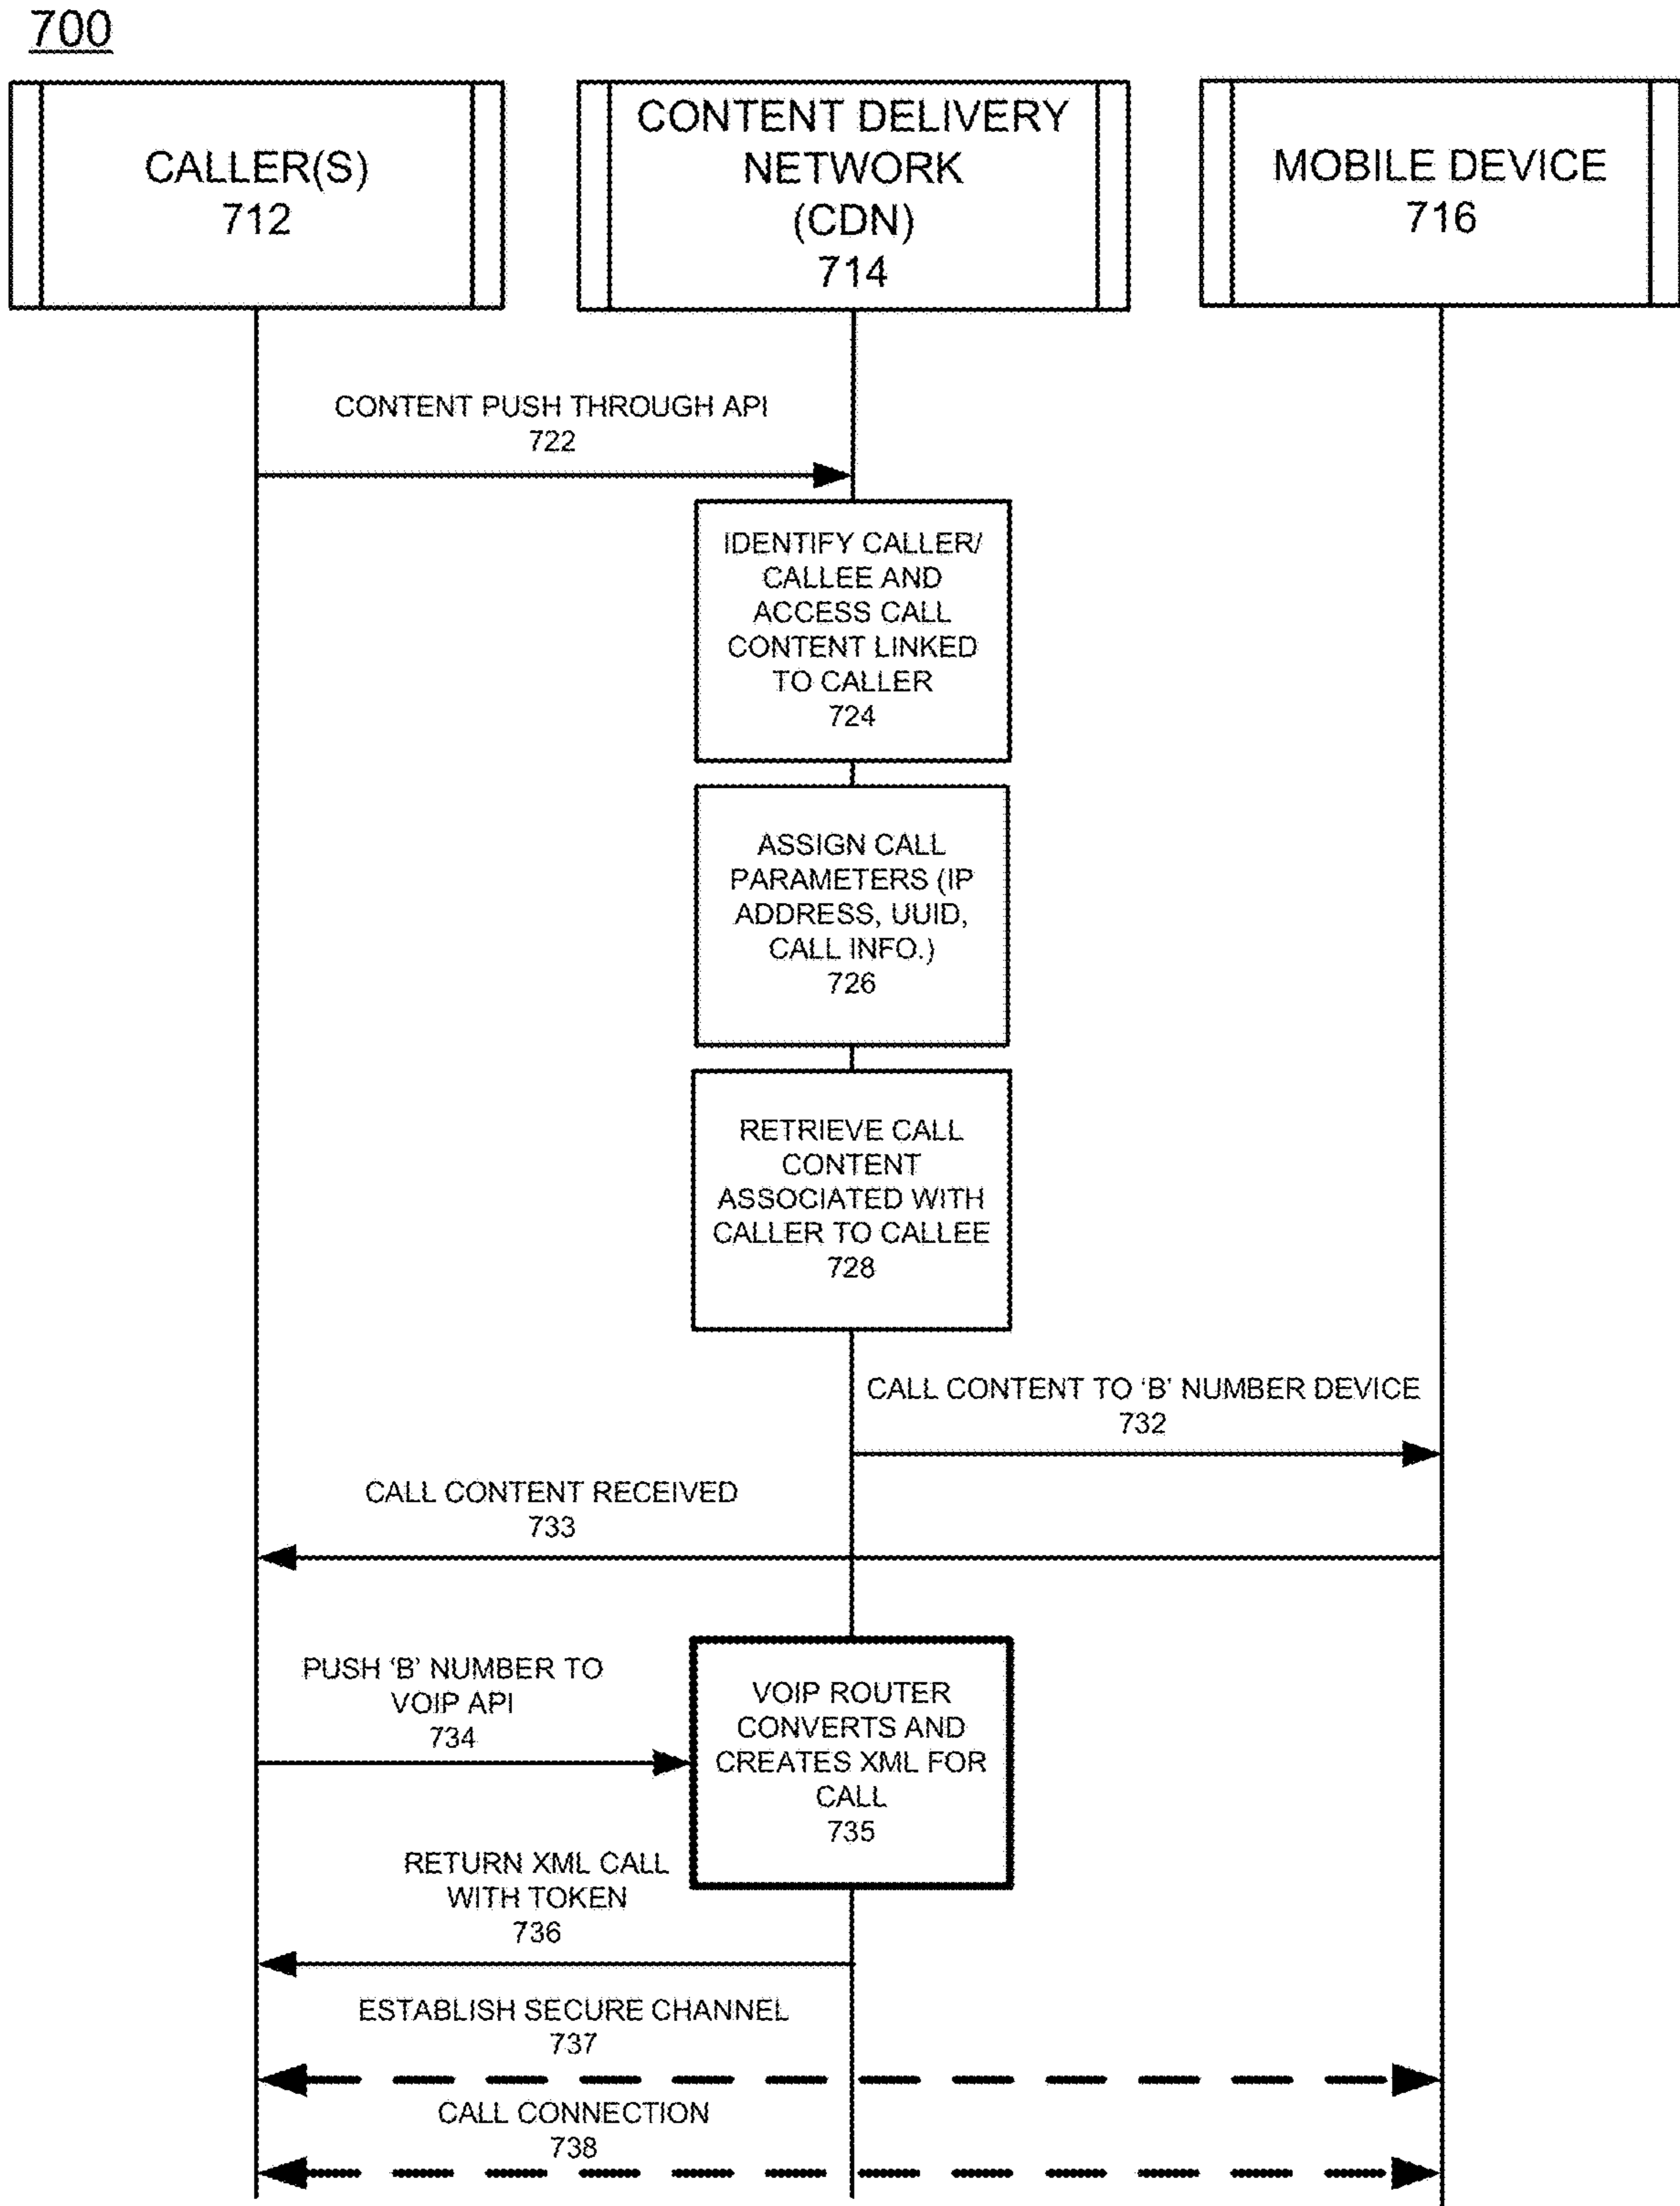 700
CALLER(S)
712
CONTENT DELIVERY
NETWORK
(CDN)
714
MOBILE DEVICE
716
CONTENT PUSH THROUGH API
722
IDENTIFY CALLER/
CALLEE AND
ACCESS CALL
CONTENT LINKED
TO CALLER
724
ASSIGN CALL
PARAMETERS (IP
ADDRESS, UUID,
CALL INFO.)
726
RETRIEVE CALL
CONTENT
ASSOCIATED WITH
CALLER TO CALLEE
728
CALL CONTENT TO ‘B’ NUMBER DEVICE
732
CALL CONTENT RECEIVED
733
PUSH ‘B’ NUMBER TO
VOIP API
734
VOIP ROUTER
CONVERTS AND
CREATES XML FOR
CALL
735
RETURN XML CALL
WITH TOKEN
736
ESTABLISH SECURE CHANNEL
737
CALL CONNECTION
738